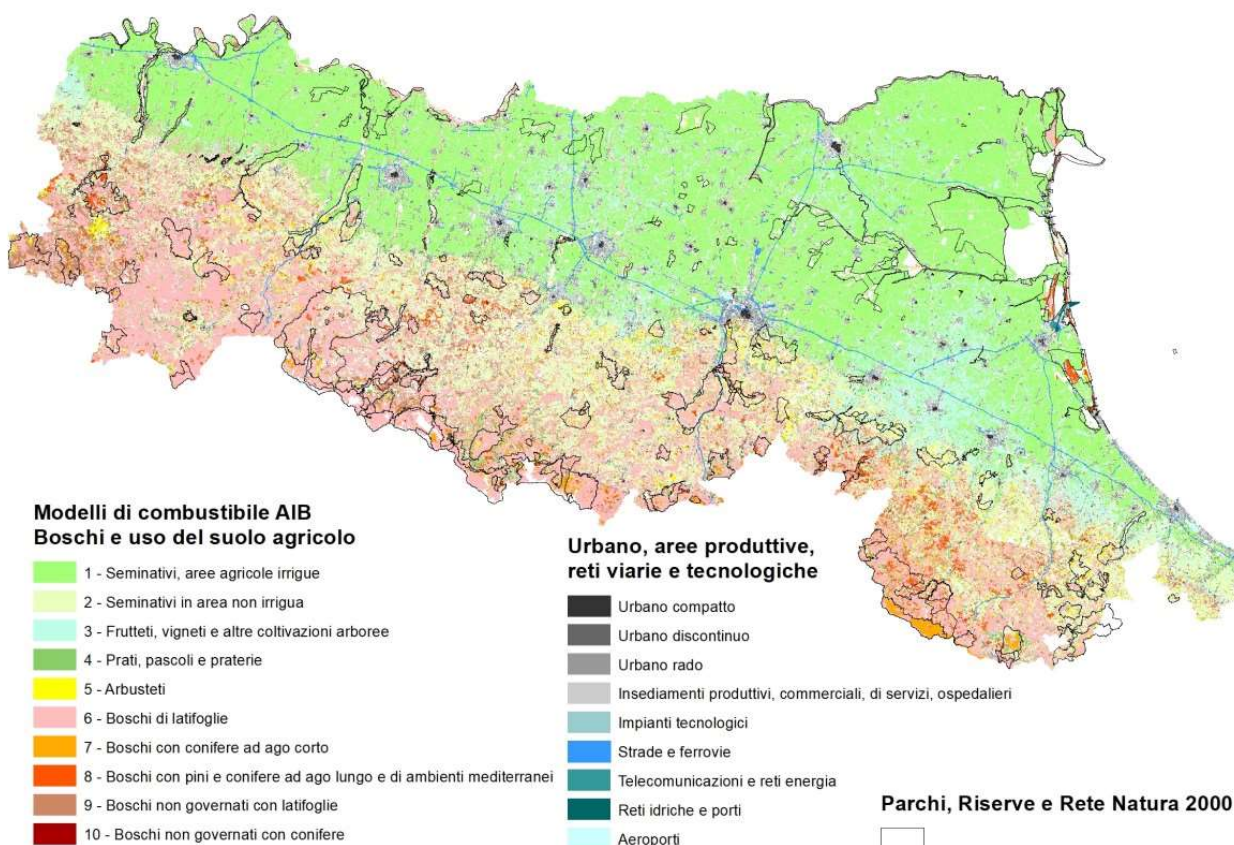 Modelli di combustibile AIB
Boschi e uso del suolo agricolo
1 - Seminativi, aree agricole irrigue
2 - Seminativi in area non irrigua
3 - Frutteti, vigneti e altre coltivazioni arboree
4 - Prati, pascoli e praterie
5 - Arbusteti
6 - Boschi di latifoglie
7 - Boschi con conifere ad ago corto
8 - Boschi con pini e conifere ad ago lungo e di ambienti mediterranei
9 - Boschi non governati con latifoglie
10 - Boschi non governati con conifere
Urbano, aree produttive,
reti viarie e tecnologiche
Urbano compatto
Urbano discontinuo
Urbano rado
Insediamenti produttivi, commerciali, di servizi, ospedalieri
Impianti tecnologici
Strade e ferrovie
Telecomunicazioni e reti energia
Reti idriche e porti
Aeroporti
Parchi, Riserve e Rete Natura 2000